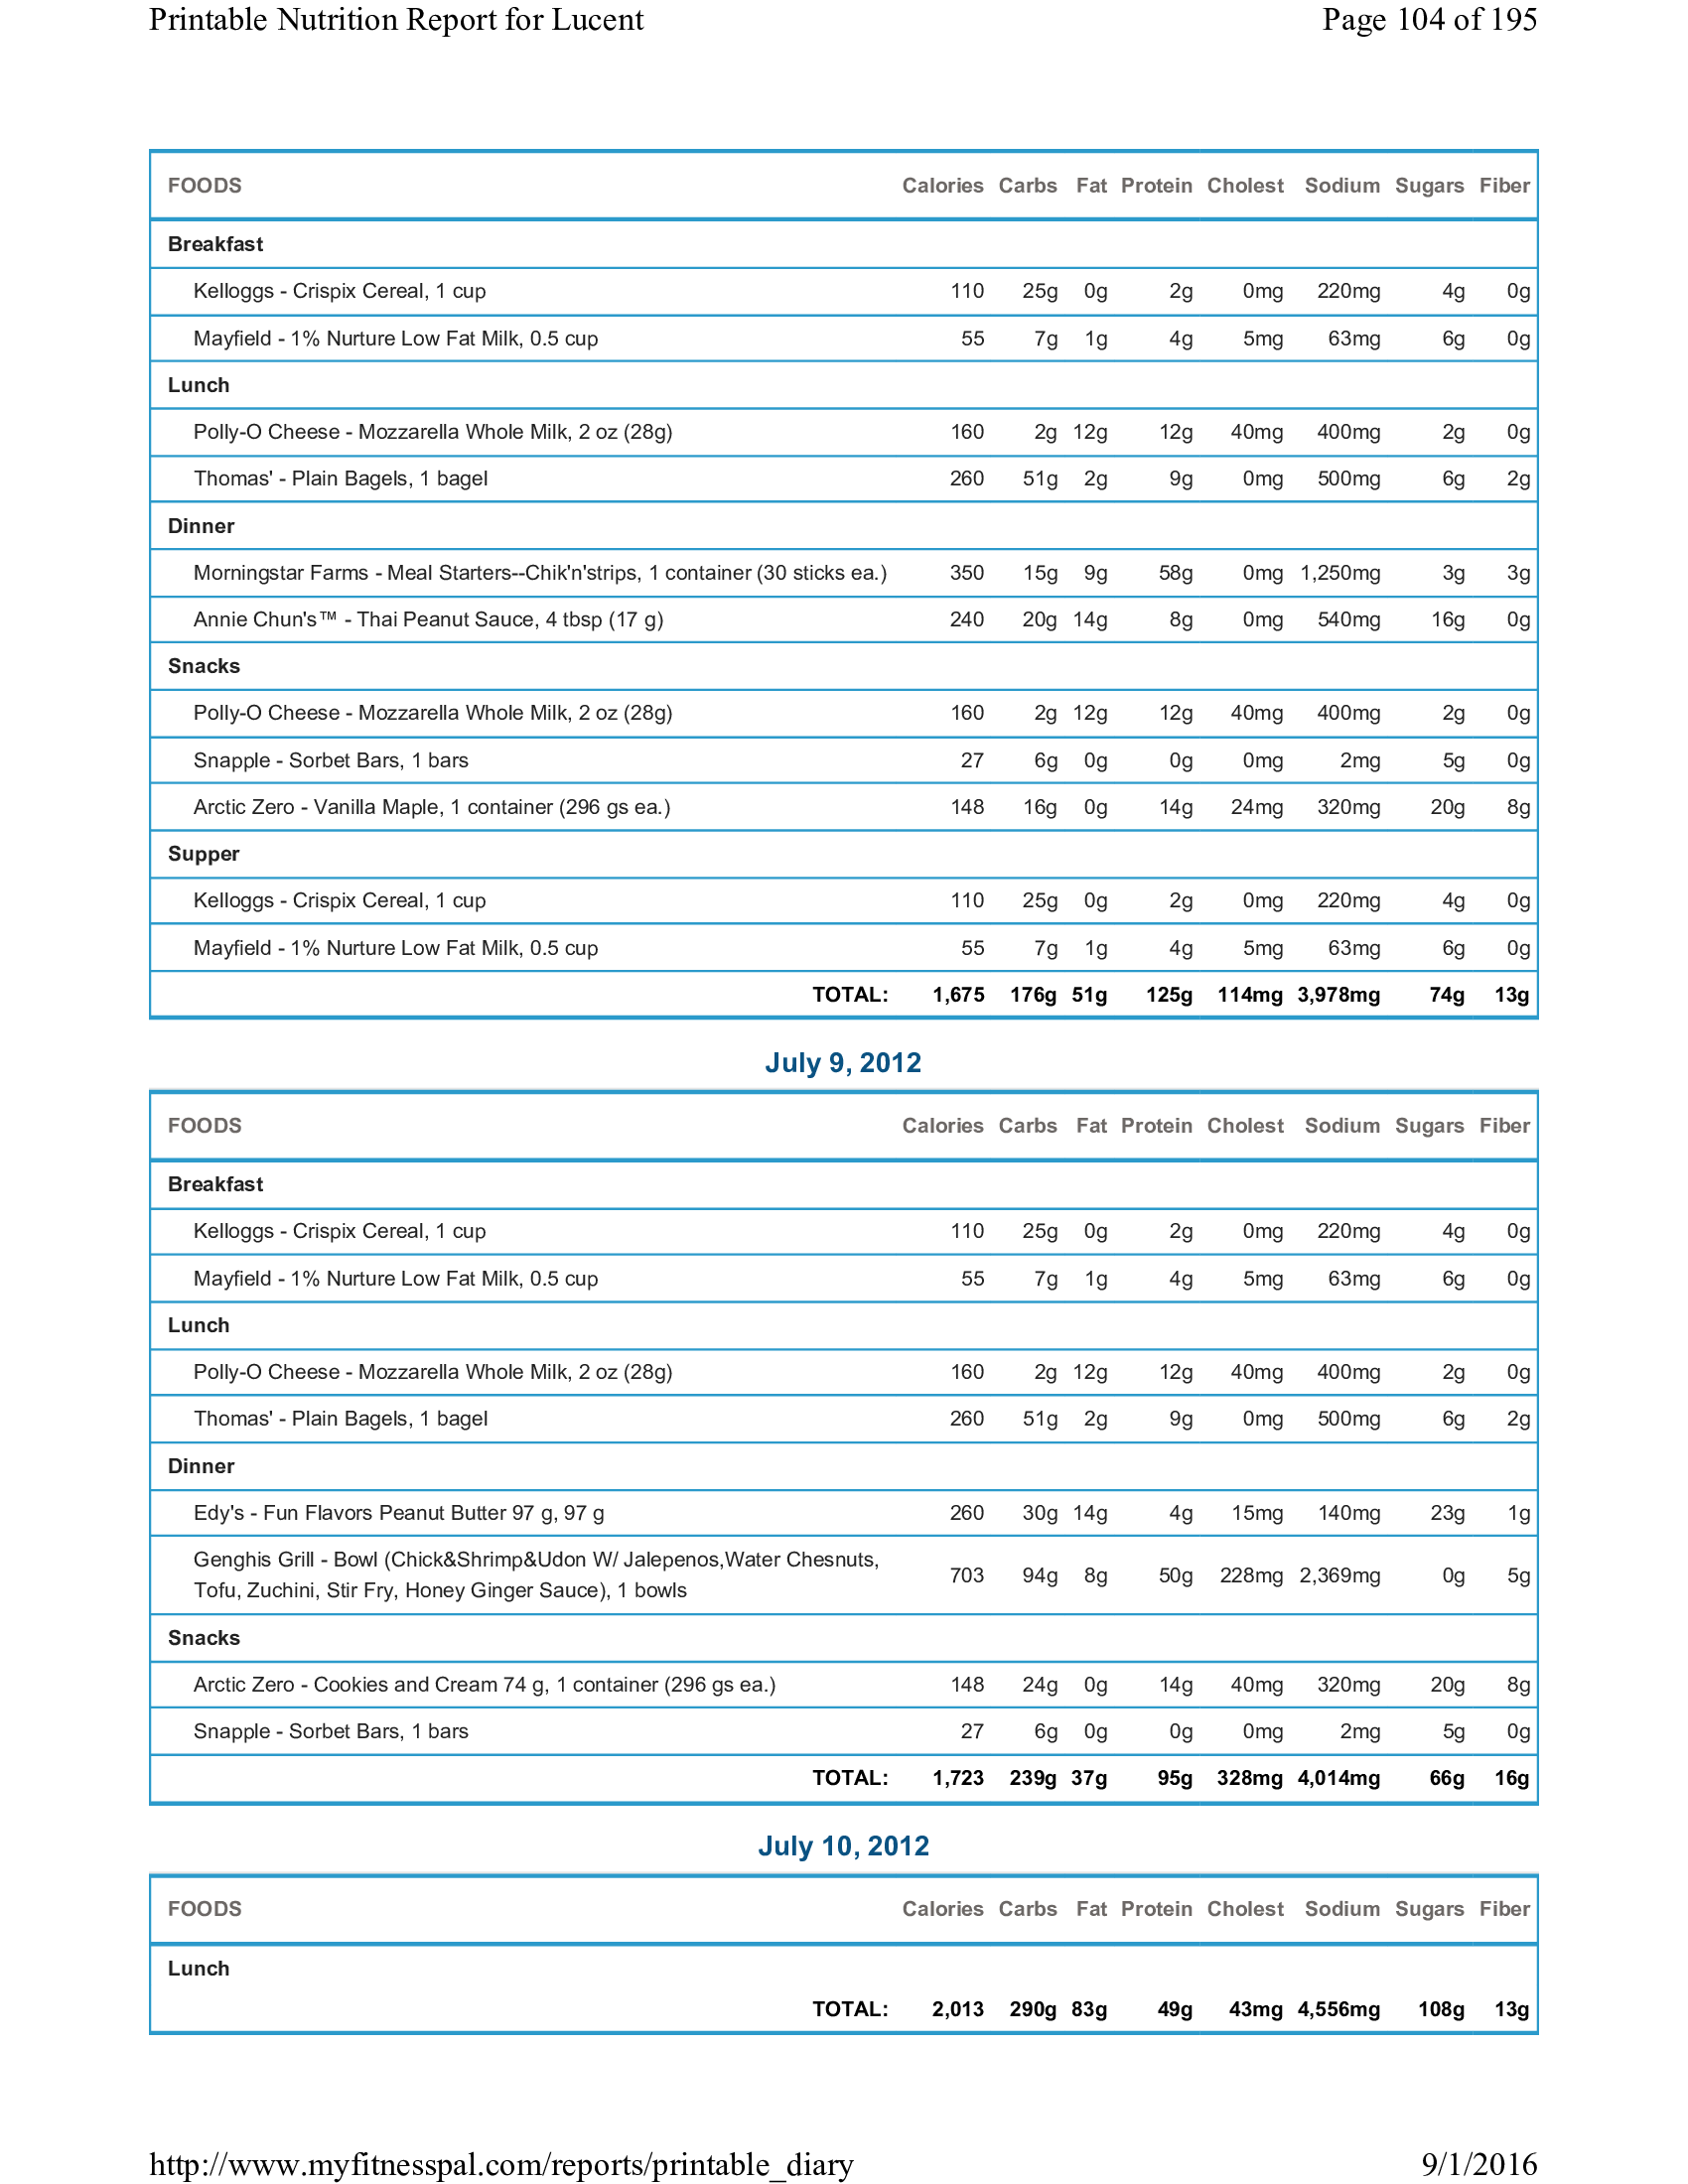 Printable Nutrition Report for Lucent Page 104 of 195
FOODS Calories Carbs Fat Protein Cholest Sodium Sugars Fiber
Breakfast
Kelloggs - Crispix Cereal, 1 cup 110 25g 0g 2g 0mg 220mg 4g 0g
Mayfield - 1% Nurture Low Fat Milk, 0.5 cup 55 7g 1g 4g 5mg 63mg 6g 0g
Lunch
Polly-O Cheese - Mozzarella Whole Milk, 2 oz (28g) 160 2g 12g 12g 40mg 400mg 2g 0g
Thomas' - Plain Bagels, 1 bagel 260 51g 2g 9g 0mg 500mg 6g 2g
Dinner
Morningstar Farms - Meal Starters--Chik'n'strips, 1 container (30 sticks ea.) 350 15g 9g 58g 0mg 1,250mg 3g 3g
Annie Chun's™ - Thai Peanut Sauce, 4 tbsp (17 g) 240 20g 14g 8g 0mg 540mg 16g 0g
Snacks
Polly-O Cheese - Mozzarella Whole Milk, 2 oz (28g) 160 2g 12g 12g 40mg 400mg 2g 0g
Snapple - Sorbet Bars, 1 bars 27 6g 0g 0g 0mg 2mg 5g 0g
Arctic Zero - Vanilla Maple, 1 container (296 gs ea.) 148 16g 0g 14g 24mg 320mg 20g 8g
Supper
Kelloggs - Crispix Cereal, 1 cup 110 25g 0g 2g 0mg 220mg 4g 0g
Mayfield - 1% Nurture Low Fat Milk, 0.5 cup 55 7g 1g 4g 5mg 63mg 6g 0g
TOTAL: 1,675 176g 51g 125g 114mg 3,978mg 74g 13g
July 9, 2012
FOODS Calories Carbs Fat Protein Cholest Sodium Sugars Fiber
Breakfast
Kelloggs - Crispix Cereal, 1 cup 110 25g 0g 2g 0mg 220mg 4g 0g
Mayfield - 1% Nurture Low Fat Milk, 0.5 cup 55 7g 1g 4g 5mg 63mg 6g 0g
Lunch
Polly-O Cheese - Mozzarella Whole Milk, 2 oz (28g) 160 2g 12g 12g 40mg 400mg 2g 0g
Thomas' - Plain Bagels, 1 bagel 260 51g 2g 9g 0mg 500mg 6g 2g
Dinner
Edy's - Fun Flavors Peanut Butter 97 g, 97 g 260 30g 14g 4g 15mg 140mg 23g 1g
Genghis Grill - Bowl (Chick&Shrimp&Udon W/ Jalepenos,Water Chesnuts,
Tofu, Zuchini, Stir Fry, Honey Ginger Sauce), 1 bowls 703 94g 8g 50g 228mg 2,369mg 0g 5g
Snacks
Arctic Zero - Cookies and Cream 74 g, 1 container (296 gs ea.) 148 24g 0g 14g 40mg 320mg 20g 8g
Snapple - Sorbet Bars, 1 bars 27 6g 0g 0g 0mg 2mg 5g 0g
TOTAL: 1,723 239g 37g 95g 328mg 4,014mg 66g 16g
July 10, 2012
FOODS Calories Carbs Fat Protein Cholest Sodium Sugars Fiber
Lunch
TOTAL: 2,013 290g 83g 49g 43mg 4,556mg 108g 13g
http://www.myfitnesspal.com/reports/printable_diary 9/1/2016